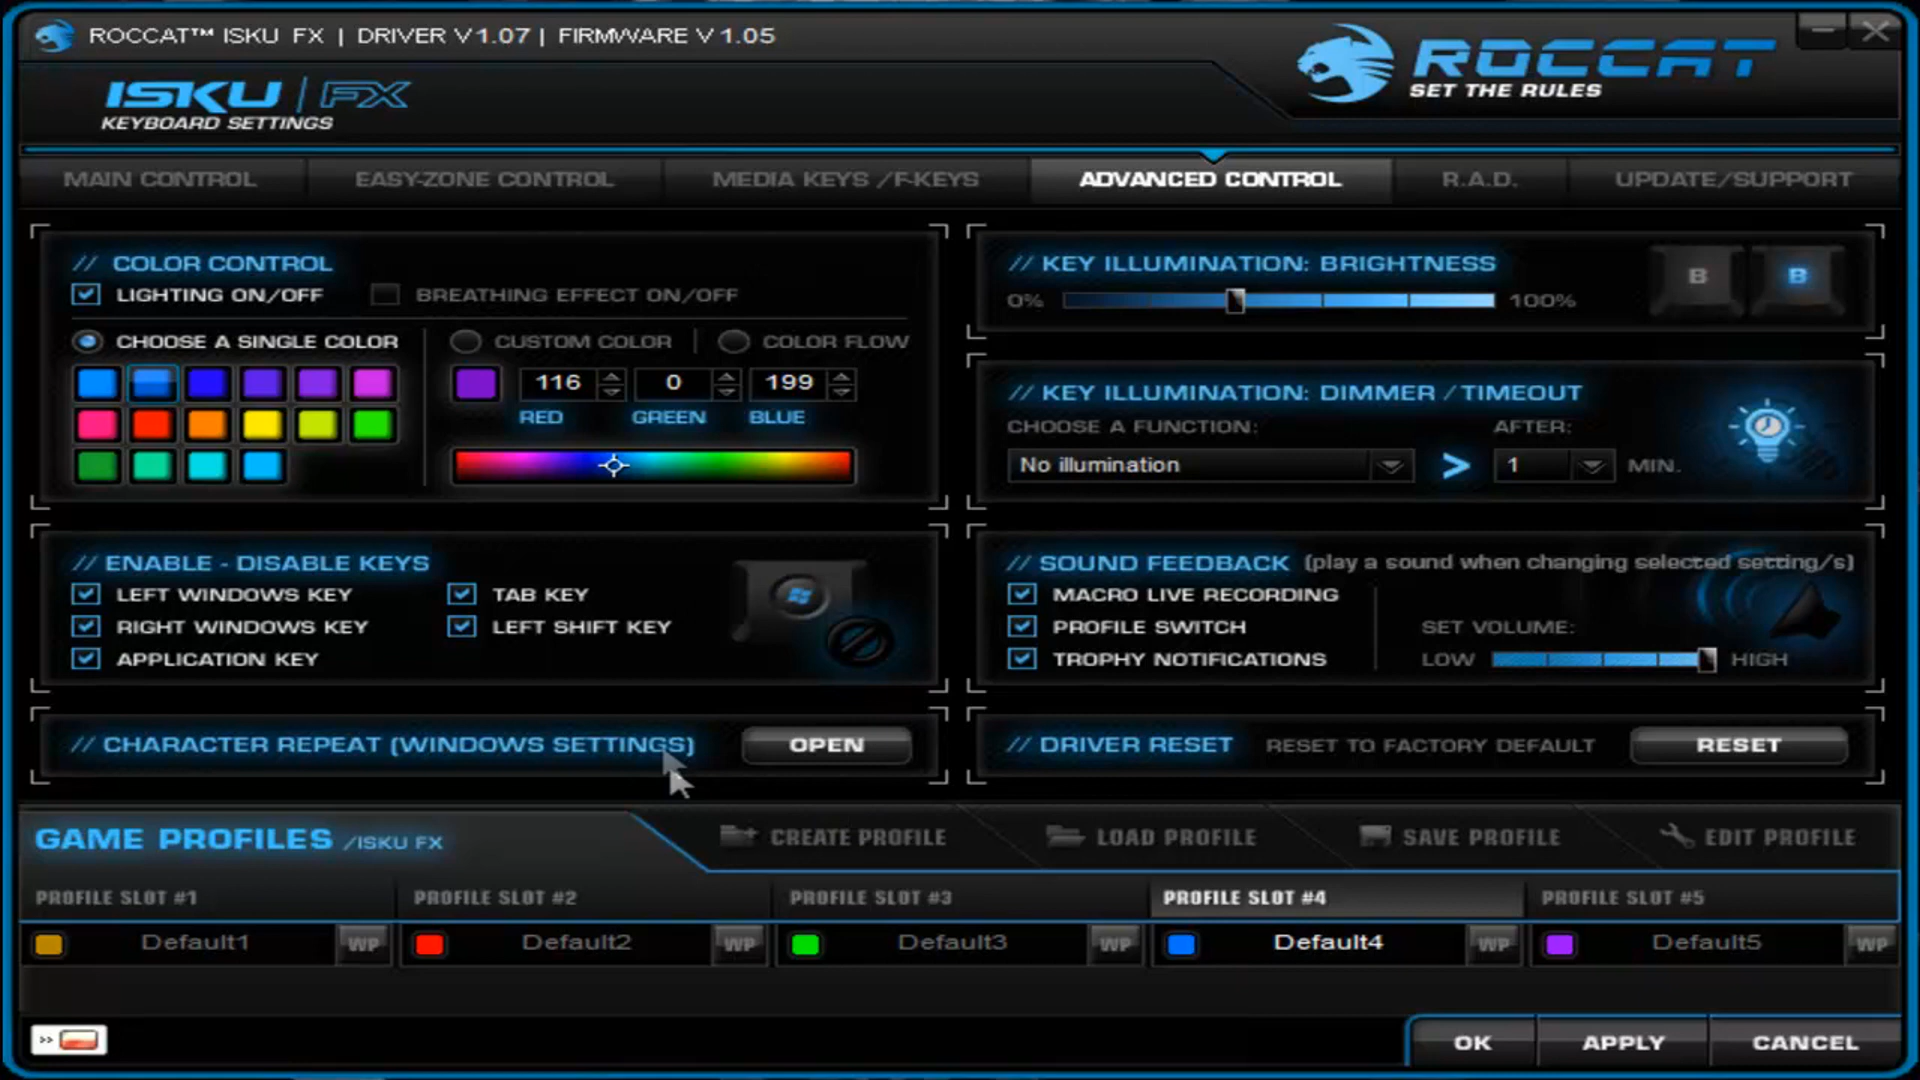 ROCCAT™ ISKU FX | DRIVER V1.07 | FIRMWARE V 1.05
ROCCAT
SET THE RULES
ISKU | FX
KEYBOARD SETTINGS
MAIN CONTROL EASY-ZONE CONTROL MEDIA KEYS /F-KEYS ADVANCED CONTROL R.A.D. UPDATE/SUPPORT
// COLOR CONTROL
LIGHTING ON/OFF BREATHING EFFECT ON/OFF
CHOOSE A SINGLE COLOR CUSTOM COLOR | COLOR FLOW
116 0 199
RED GREEN BLUE
// KEY ILLUMINATION: BRIGHTNESS
0% 100%
B B
// KEY ILLUMINATION: DIMMER / TIMEOUT
CHOOSE A FUNCTION: AFTER:
No illumination > 1 MIN.
// ENABLE - DISABLE KEYS
LEFT WINDOWS KEY TAB KEY
RIGHT WINDOWS KEY LEFT SHIFT KEY
APPLICATION KEY
// SOUND FEEDBACK (play a sound when changing selected setting/s)
MACRO LIVE RECORDING
PROFILE SWITCH SET VOLUME:
TROPHY NOTIFICATIONS LOW HIGH
// CHARACTER REPEAT (WINDOWS SETTINGS) OPEN
// DRIVER RESET RESET TO FACTORY DEFAULT RESET
GAME PROFILES /ISKU FX CREATE PROFILE LOAD PROFILE SAVE PROFILE EDIT PROFILE
PROFILE SLOT #1 PROFILE SLOT #2 PROFILE SLOT #3 PROFILE SLOT #4 PROFILE SLOT #5
Default1 WP Default2 WP Default3 WP Default4 WP Default5 WP
>>
OK APPLY CANCEL